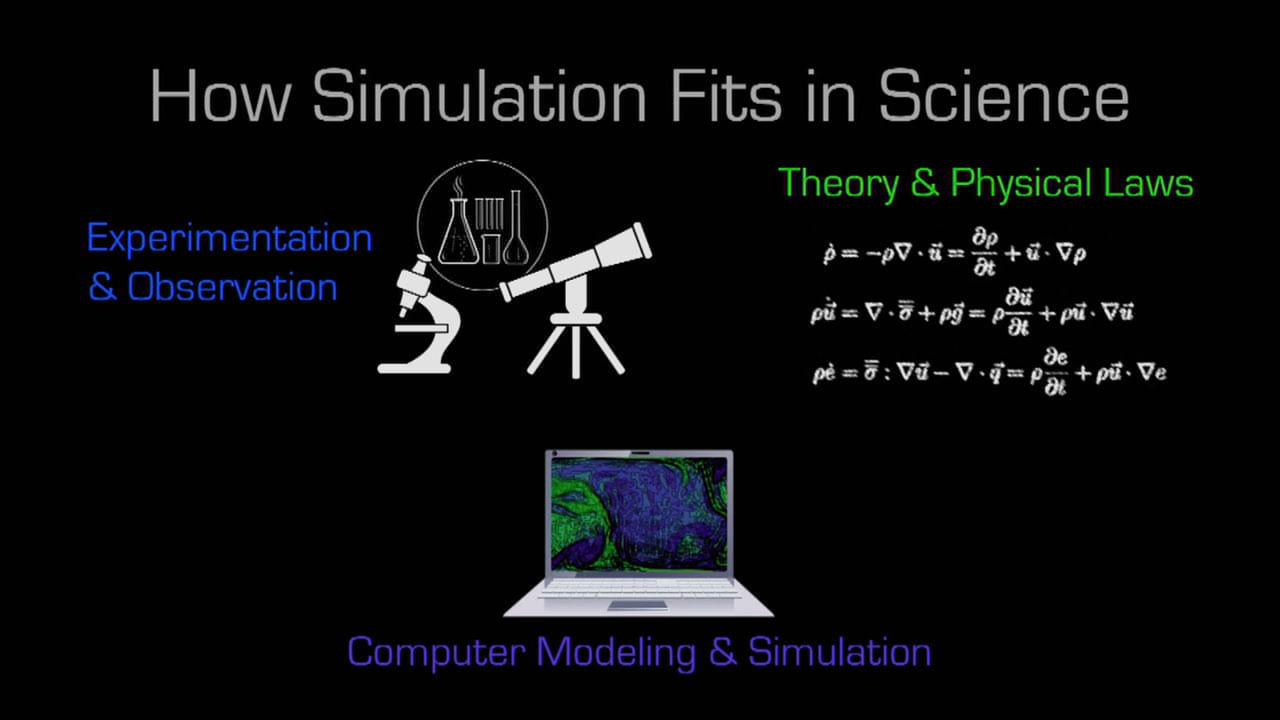 How Simulation Fits in Science
Experimentation
& Observation
Theory & Physical Laws
ρ̇ = −ρ∇ · u⃗ = ∂ρ/∂t + u⃗ · ∇ρ
ρu⃗̇ = ∇ · σ̿ + ρg⃗ = ρ ∂u⃗/∂t + ρu⃗ · ∇u⃗
ρė = σ̿ : ∇u⃗ − ∇ · q⃗ = ρ ∂e/∂t + ρu⃗ · ∇e
Computer Modeling & Simulation